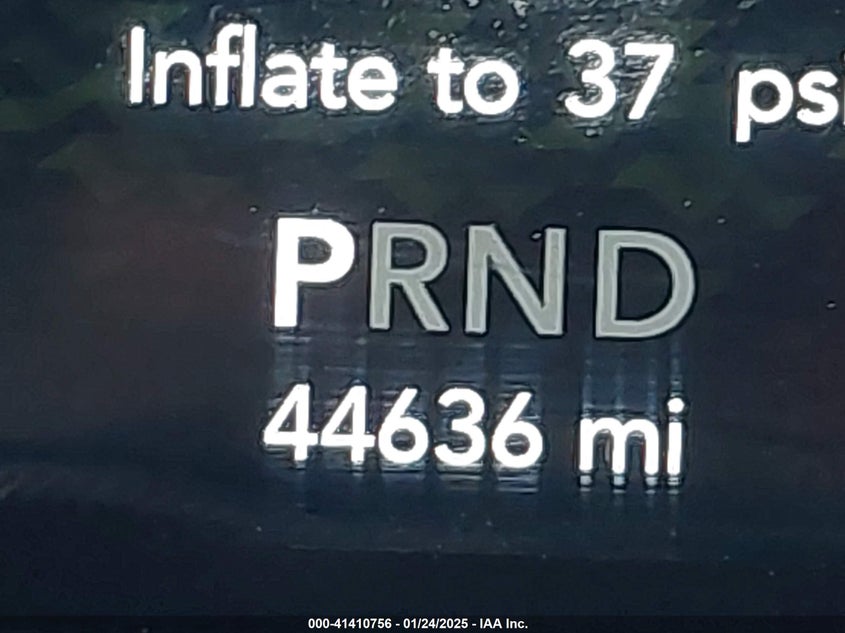 Inflate to 37 psi
PRND
44636 mi
000-41410756 - 01/24/2025 - IAA Inc.